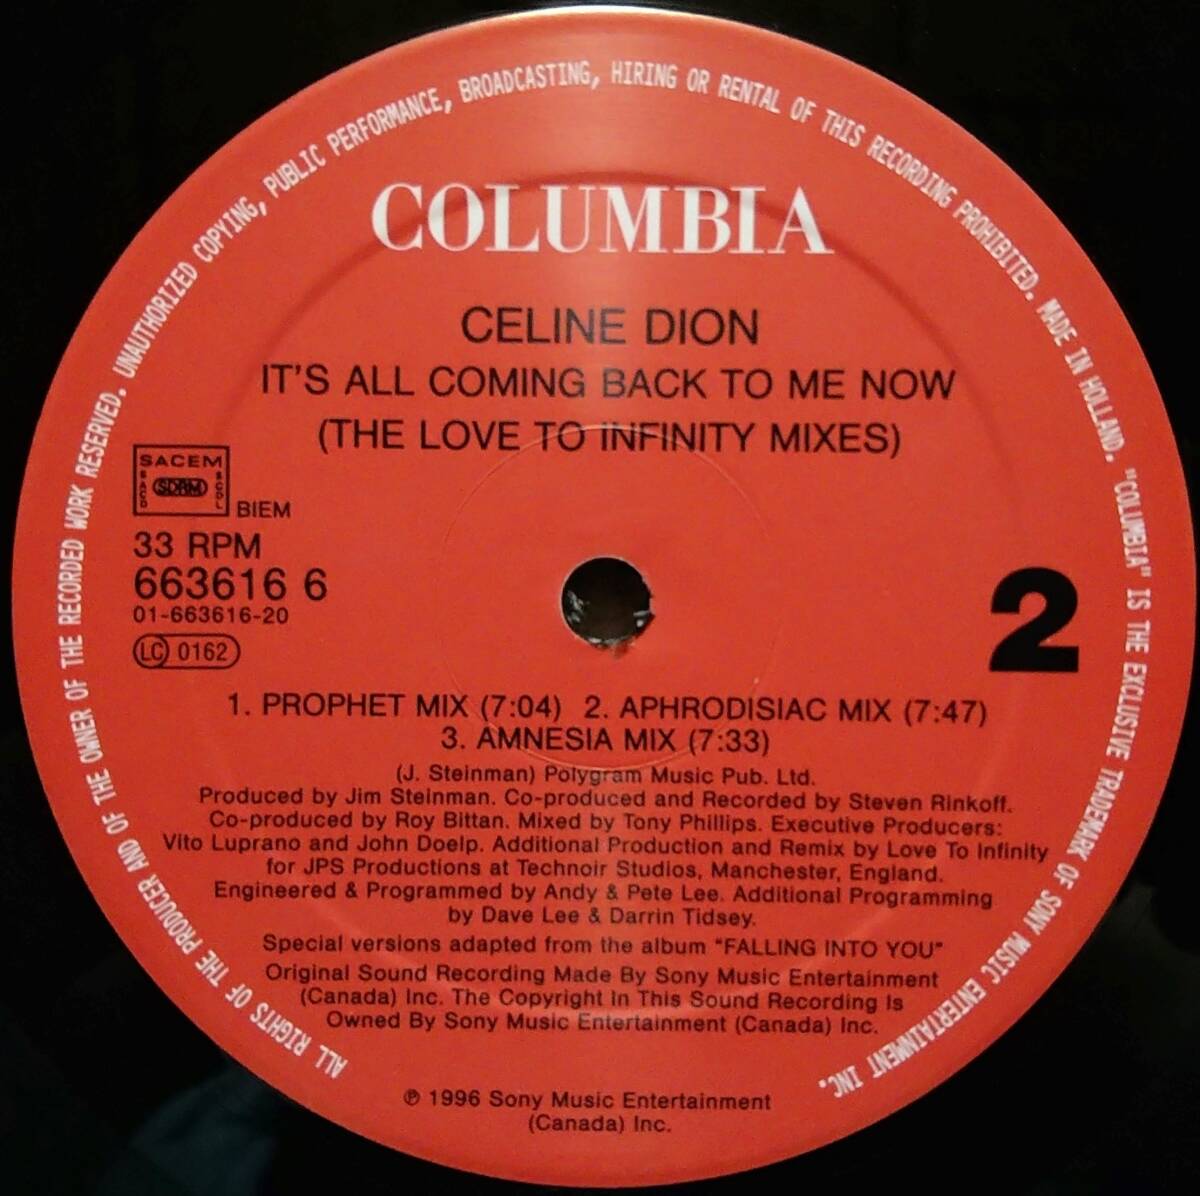 ALL RIGHTS OF THE PRODUCER AND OF THE OWNER OF THE RECORDED WORK RESERVED. UNAUTHORIZED COPYING, PUBLIC PERFORMANCE, BROADCASTING, HIRING OR RENTAL OF THIS RECORDING PROHIBITED. MADE IN HOLLAND. "COLUMBIA" IS THE EXCLUSIVE TRADEMARK OF SONY MUSIC ENTERTAINMENT INC.
COLUMBIA
CELINE DION
IT'S ALL COMING BACK TO ME NOW
(THE LOVE TO INFINITY MIXES)
SACEM
SACD SDRM SCDL
BIEM
33 RPM
663616 6
01-663616-20
LC 0162
2
1. PROPHET MIX (7:04) 2. APHRODISIAC MIX (7:47)
3. AMNESIA MIX (7:33)
(J. Steinman) Polygram Music Pub. Ltd.
Produced by Jim Steinman. Co-produced and Recorded by Steven Rinkoff.
Co-produced by Roy Bittan. Mixed by Tony Phillips. Executive Producers:
Vito Luprano and John Doelp. Additional Production and Remix by Love To Infinity
for JPS Productions at Technoir Studios, Manchester, England.
Engineered & Programmed by Andy & Pete Lee. Additional Programming
by Dave Lee & Darrin Tidsey.
Special versions adapted from the album "FALLING INTO YOU"
Original Sound Recording Made By Sony Music Entertainment
(Canada) Inc. The Copyright In This Sound Recording Is
Owned By Sony Music Entertainment (Canada) Inc.
℗ 1996 Sony Music Entertainment
(Canada) Inc.